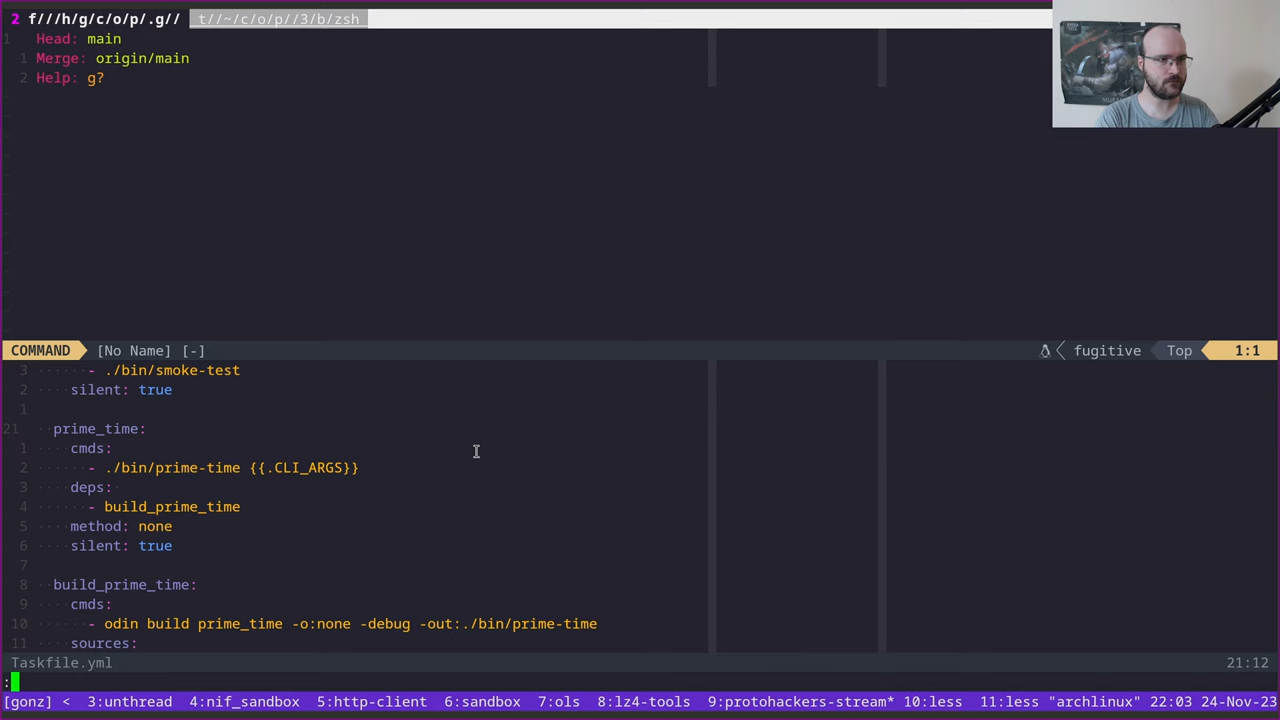 2 f///h/g/c/o/p/.g// t//~/c/o/p//3/b/zsh
1 Head: main
1 Merge: origin/main
2 Help: g?
COMMAND [No Name] [-] fugitive Top 1:1
3 ······- ./bin/smoke-test
2 ····silent: true
1
21 ··prime_time:
1 ····cmds:
2 ······- ./bin/prime-time {{.CLI_ARGS}}
3 ····deps:·
4 ······- build_prime_time
5 ····method: none
6 ····silent: true
7
8 ··build_prime_time:
9 ····cmds:
10 ······- odin build prime_time -o:none -debug -out:./bin/prime-time
11 ····sources:
Taskfile.yml 21:12
:
[gonz] < 3:unthread 4:nif_sandbox 5:http-client 6:sandbox 7:ols 8:lz4-tools 9:protohackers-stream* 10:less 11:less "archlinux" 22:03 24-Nov-23